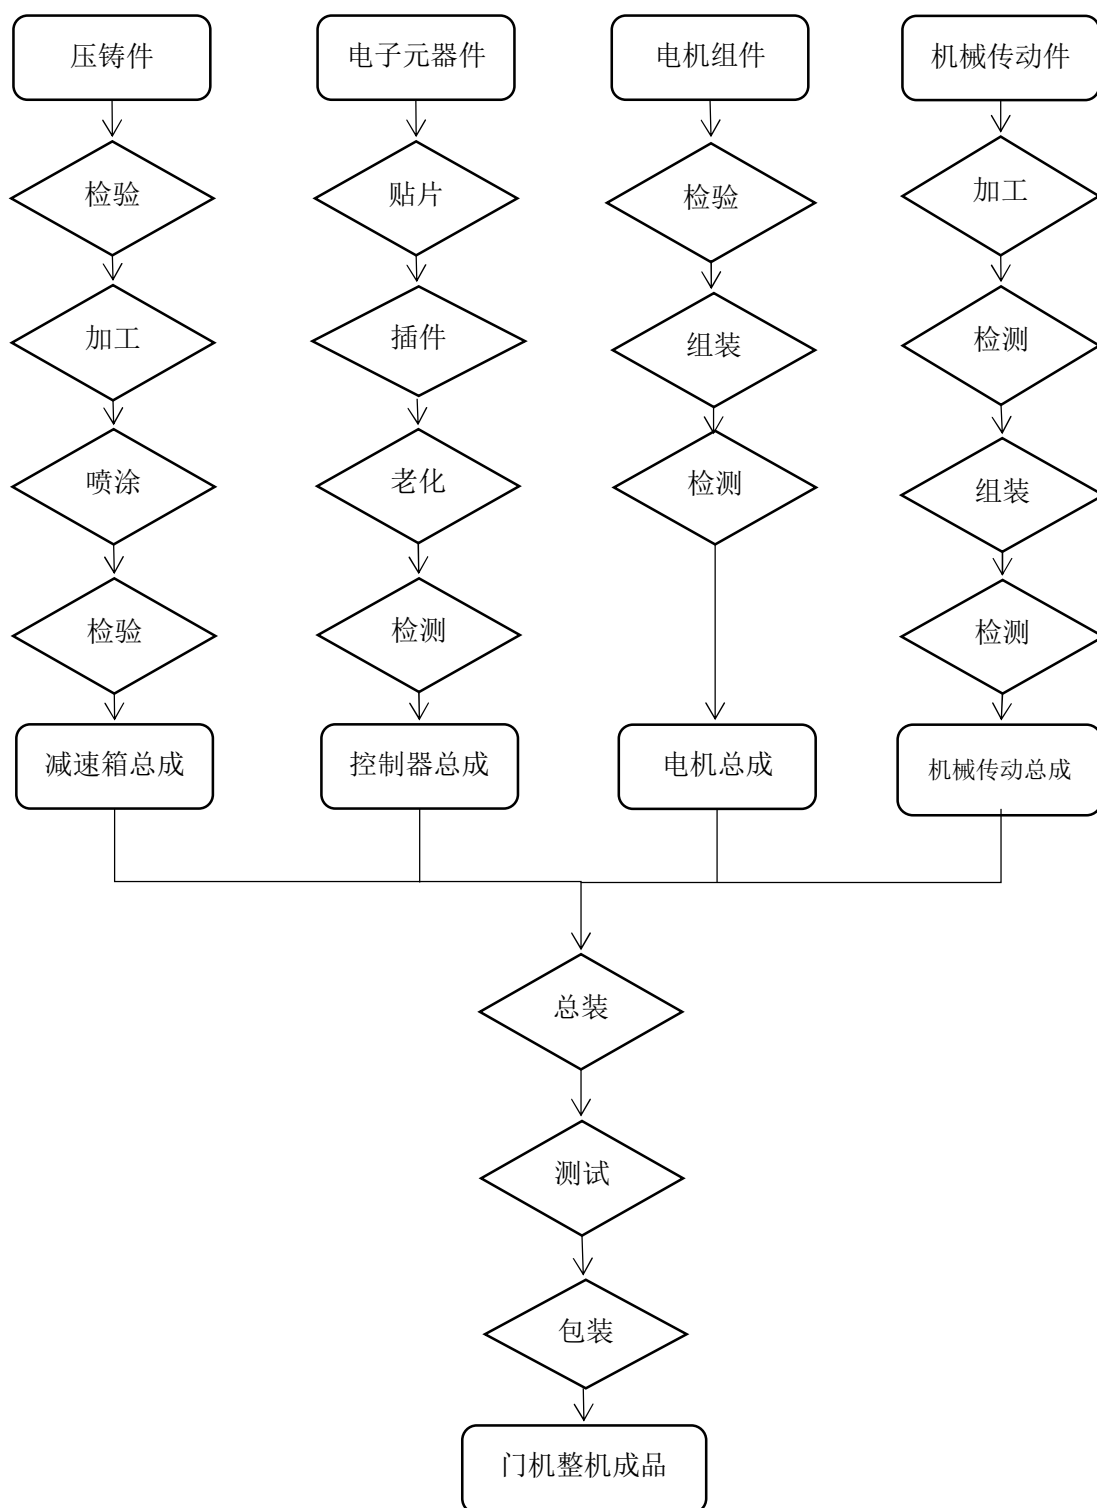 压铸件
电子元器件
电机组件
机械传动件
检验
贴片
检验
加工
加工
插件
组装
检测
喷涂
老化
检测
组装
检验
检测
检测
减速箱总成
控制器总成
电机总成
机械传动总成
总装
测试
包装
门机整机成品